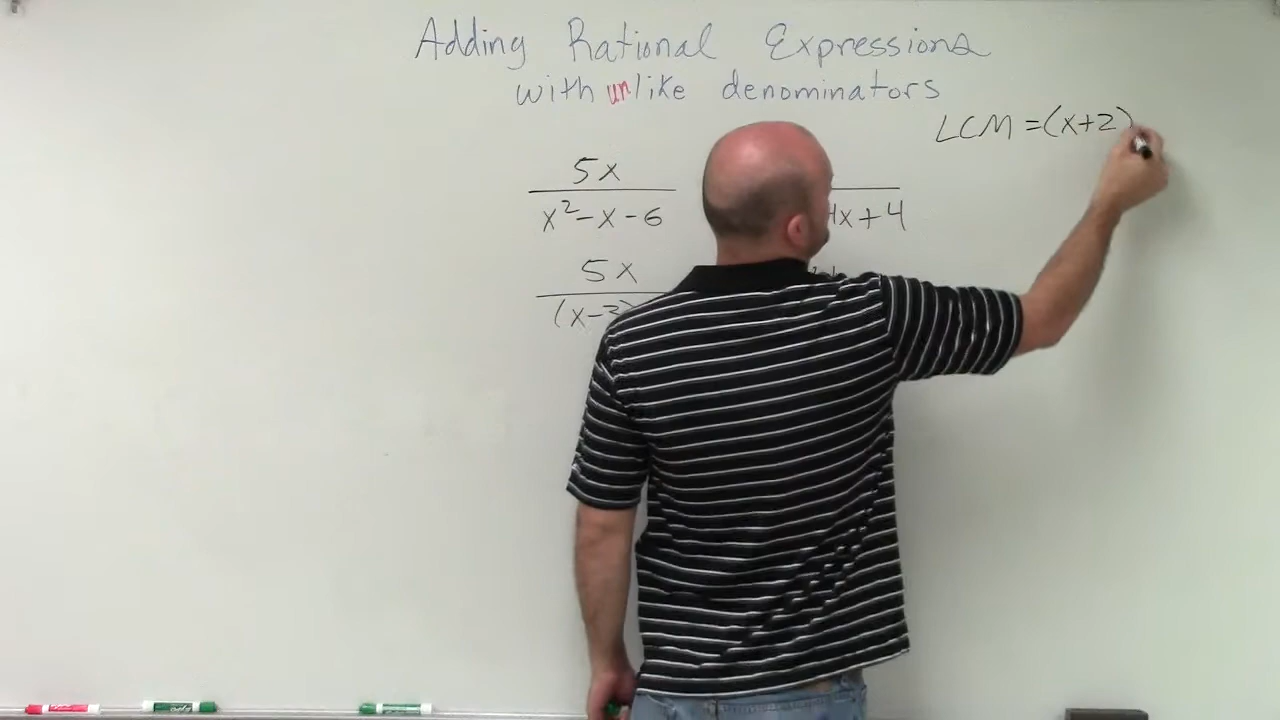 Adding Rational Expressions
with unlike denominators
LCM = (x+2)
5x
x² - x - 6
4x + 4
5x
(x-3)